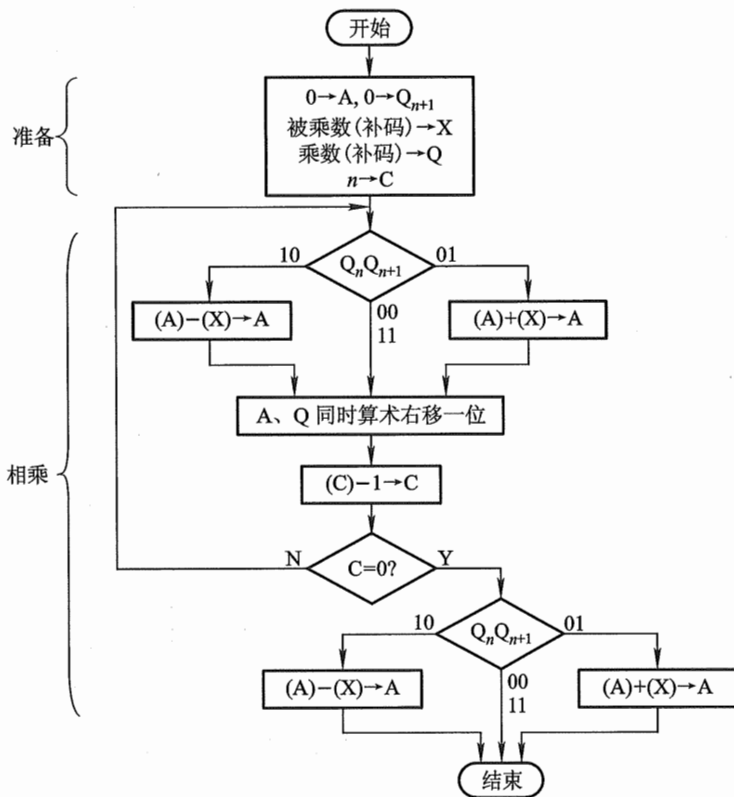 开始
准备
0→A, 0→Qn+1
被乘数(补码)→X
乘数(补码)→Q
n→C
相乘
10
QnQn+1
01
(A)−(X)→A
00
11
(A)+(X)→A
A、Q 同时算术右移一位
(C)−1→C
N
C=0?
Y
10
QnQn+1
01
(A)−(X)→A
00
11
(A)+(X)→A
结束